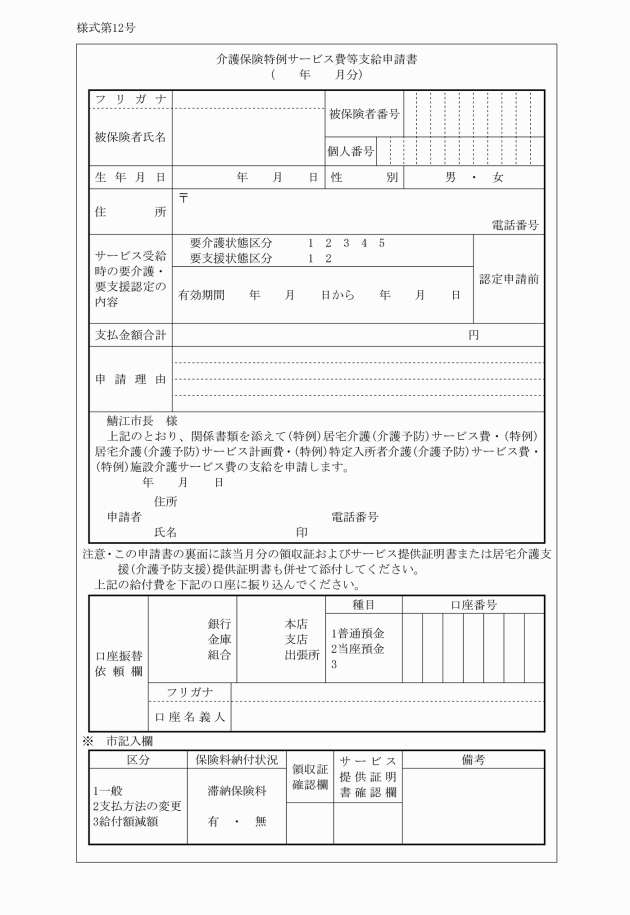 様式第12号
介護保険特例サービス費等支給申請書
(　　年　　月分)
フリガナ
被保険者氏名
被保険者番号
個人番号
生年月日　　　年　　月　　日　性　　別　　男　・　女
〒
住　　所
電話番号
サービス受給
時の要介護・
要支援認定の
内容
要介護状態区分　　1　2　3　4　5
要支援状態区分　　1　2
有効期間　　年　　月　　日から　　年　　月　　日
認定申請前
支払金額合計　　円
申請理由
鯖江市長　様
上記のとおり、関係書類を添えて(特例)居宅介護(介護予防)サービス費・(特例)
居宅介護(介護予防)サービス計画費・(特例)特定入所者介護(介護予防)サービス費・
(特例)施設介護サービス費の支給を申請します。
年　　月　　日
住所
申請者　　電話番号
氏名　　印
注意・この申請書の裏面に該当月分の領収証およびサービス提供証明書または居宅介護支
援(介護予防支援)提供証明書も併せて添付してください。
上記の給付費を下記の口座に振り込んでください。
口座振替
依頼欄
銀行
金庫
組合
本店
支店
出張所
種目
1普通預金
2当座預金
3
口座番号
フリガナ
口座名義人
※　市記入欄
区分
1一般
2支払方法の変更
3給付額減額
保険料納付状況
滞納保険料
有　・　無
領収証
確認欄
サービス
提供証明
書確認欄
備考